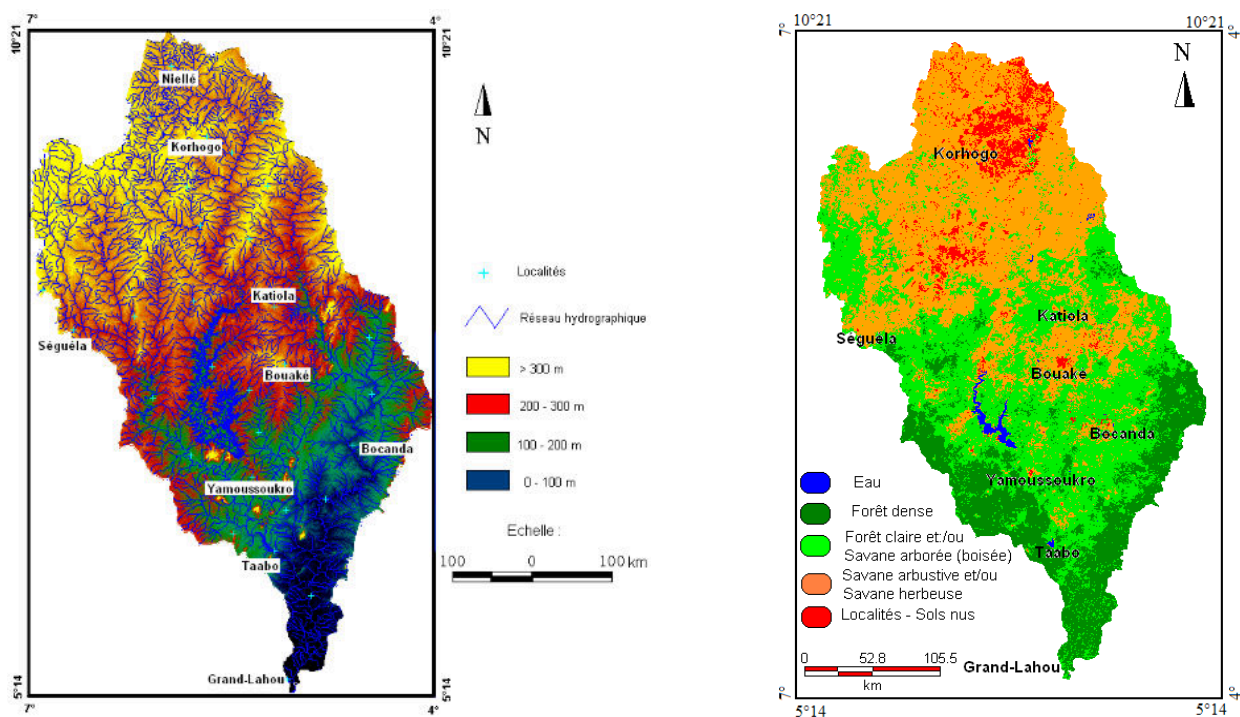 7°
4°
10°21
10°21
Niellé
Korhogo
Katiola
Séguéla
Bouaké
Bocanda
Yamoussoukro
Taabo
Grand-Lahou
5°14
5°14
7°
4°
N
Localités
Réseau hydrographique
> 300 m
200 - 300 m
100 - 200 m
0 - 100 m
Echelle :
100 0 100 km
10°21
10°21
7°
4°
N
Korhogo
Katiola
Séguéla
Bouaké
Bocanda
Yamoussoukro
Taabo
Grand-Lahou
Eau
Forêt dense
Forêt claire et/ou
Savane arborée (boisée)
Savane arbustive et/ou
Savane herbeuse
Localités - Sols nus
0 52.8 105.5
km
7°
4°
5°14
5°14